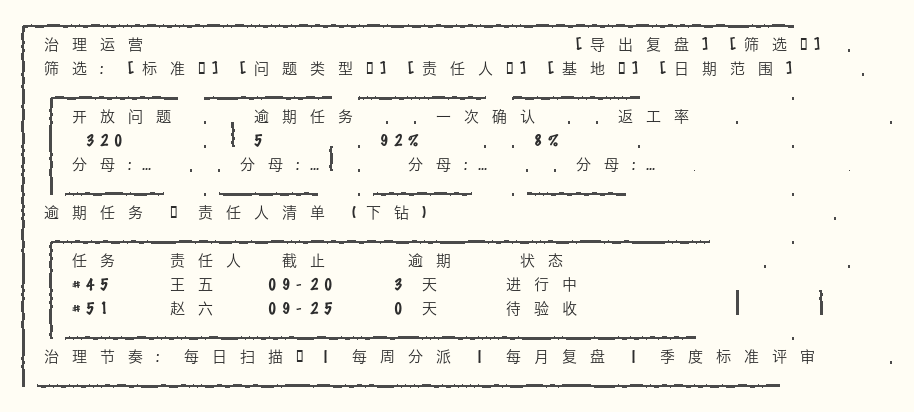 治理运营 [导出复盘] [筛选]
筛选: [标准] [问题类型] [责任人] [基地] [日期范围]
开放问题 逾期任务 一次确认 返工率
320 5 92% 8%
分母:… 分母:… 分母:… 分母:…
逾期任务 责任人清单 (下钻)
任务 责任人 截止 逾期 状态
#45 王五 09-20 3天 进行中
#51 赵六 09-25 0天 待验收
治理节奏: 每日扫描 | 每周分派 | 每月复盘 | 季度标准评审